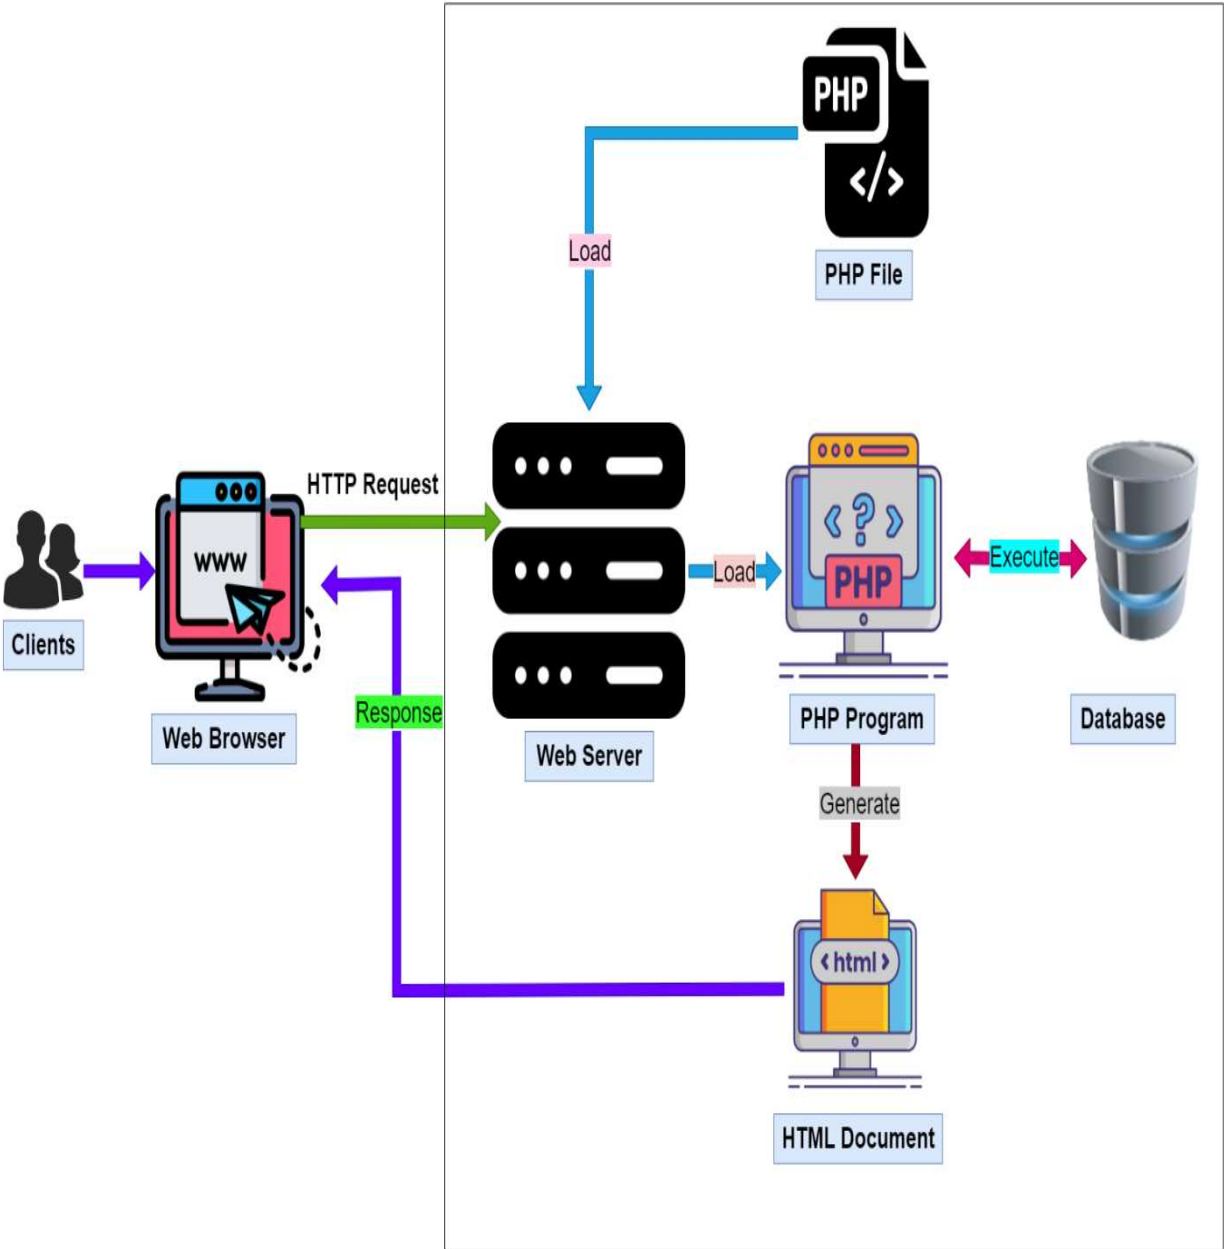 PHP
</>
PHP File
Load
HTTP Request
www
Clients
Web Browser
Response
Web Server
Load
< ? >
PHP
PHP Program
Execute
Database
Generate
<html>
HTML Document